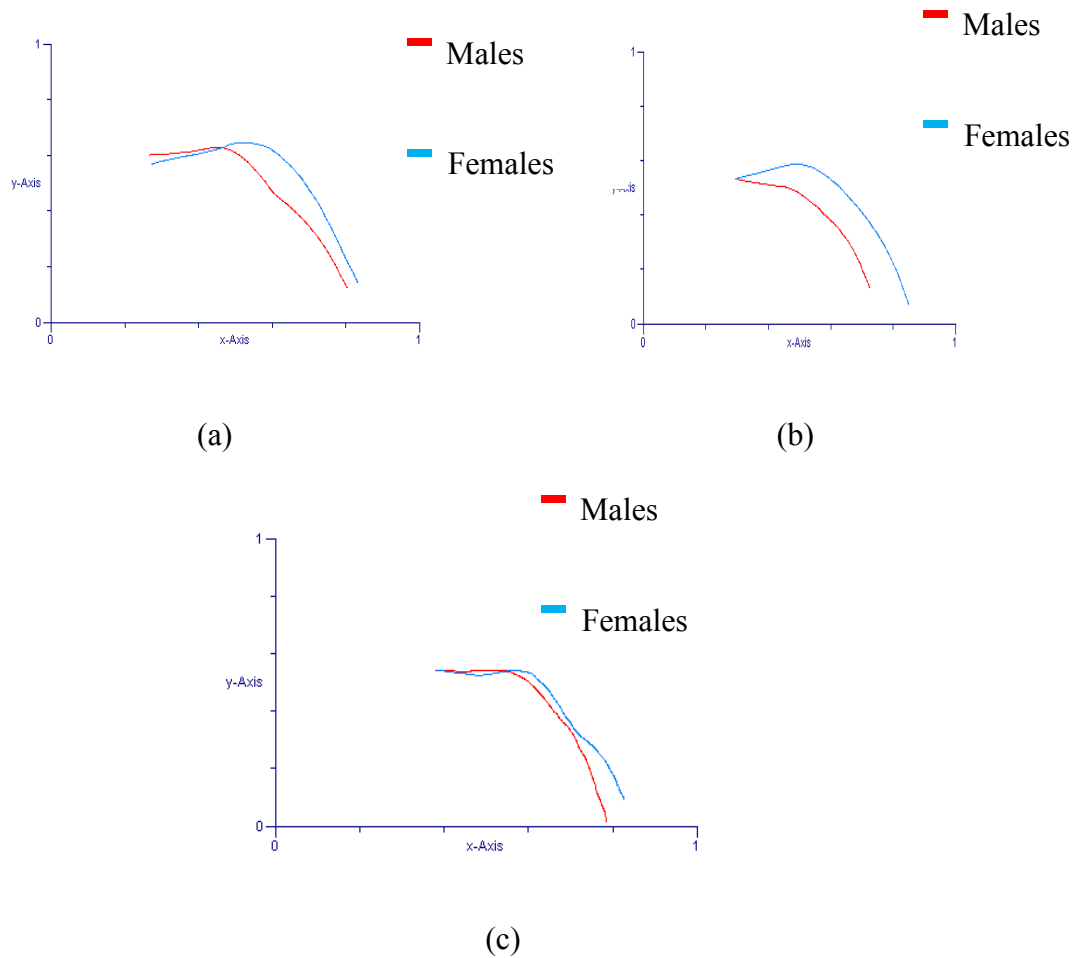 Males
Females
1
y-Axis
0
0
x-Axis
1
(a)
Males
Females
1
0
0
x-Axis
1
(b)
Males
Females
1
y-Axis
0
0
x-Axis
1
(c)